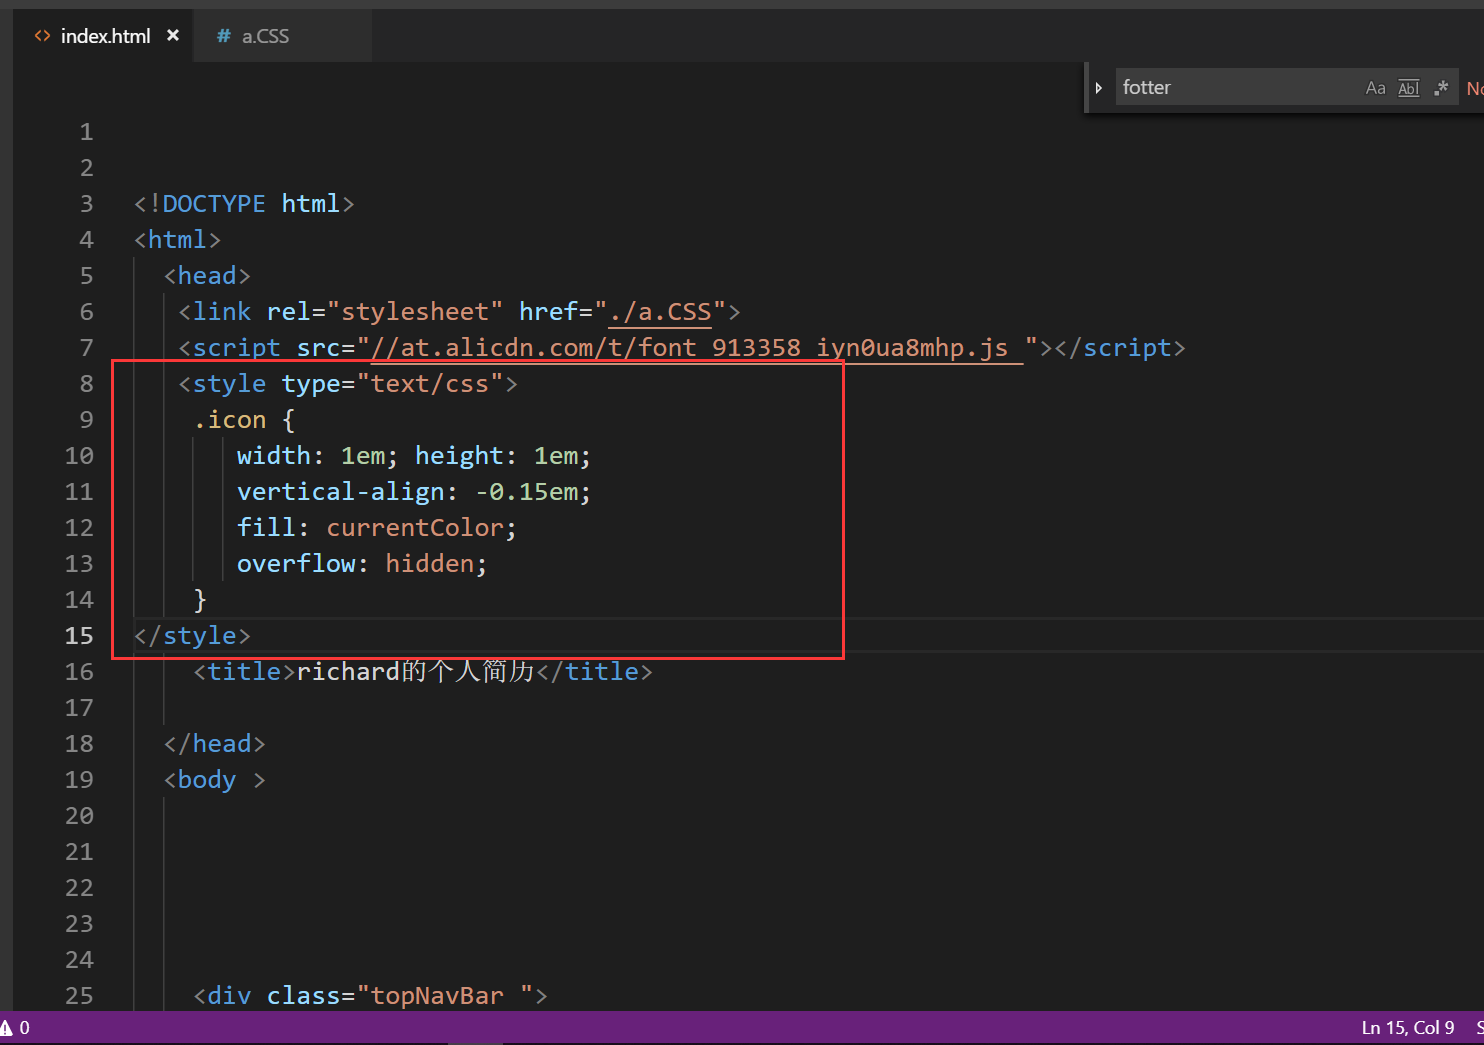 index.html × # a.CSS
fotter Aa Abl .*
1
2
3 <!DOCTYPE html>
4 <html>
5 <head>
6 <link rel="stylesheet" href="./a.CSS">
7 <script src="//at.alicdn.com/t/font_913358_iyn0ua8mhp.js "></script>
8 <style type="text/css">
9 .icon {
10 width: 1em; height: 1em;
11 vertical-align: -0.15em;
12 fill: currentColor;
13 overflow: hidden;
14 }
15 </style>
16 <title>richard的个人简历</title>
17
18 </head>
19 <body >
20
21
22
23
24
25 <div class="topNavBar ">
0 Ln 15, Col 9